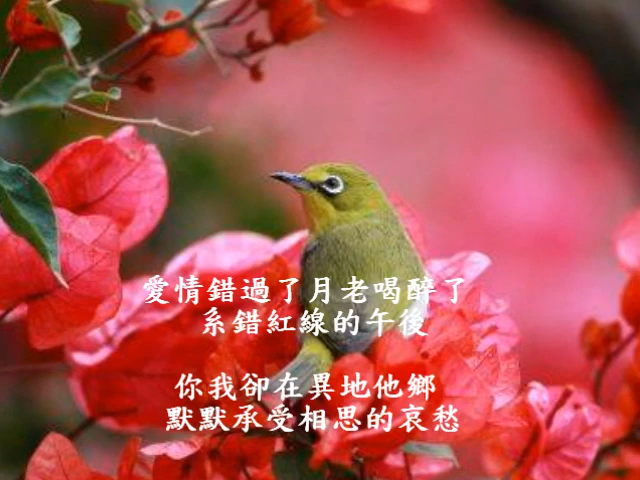 愛情錯過了月老喝醉了
系錯紅線的午後
你我卻在異地他鄉
默默承受相思的哀愁